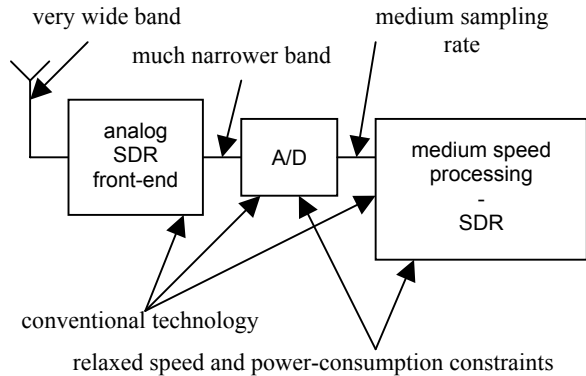 very wide band
much narrower band
medium sampling
rate
analog
SDR
front-end
A/D
medium speed
processing
-
SDR
conventional technology
relaxed speed and power-consumption constraints